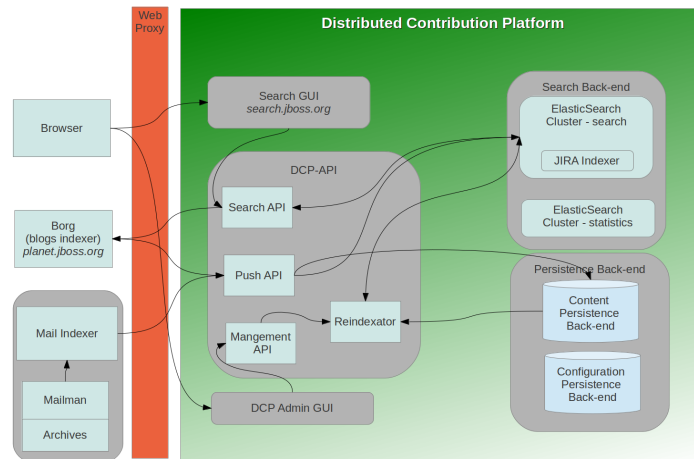 Web
Proxy
Distributed Contribution Platform
Search GUI
search.jboss.org
Search Back-end
ElasticSearch
Cluster - search
JIRA Indexer
Browser
DCP-API
Search API
ElasticSearch
Cluster - statistics
Borg
(blogs indexer)
planet.jboss.org
Push API
Persistence Back-end
Content
Persistence
Back-end
Mail Indexer
Mangement
API
Reindexator
Configuration
Persistence
Back-end
Mailman
Archives
DCP Admin GUI